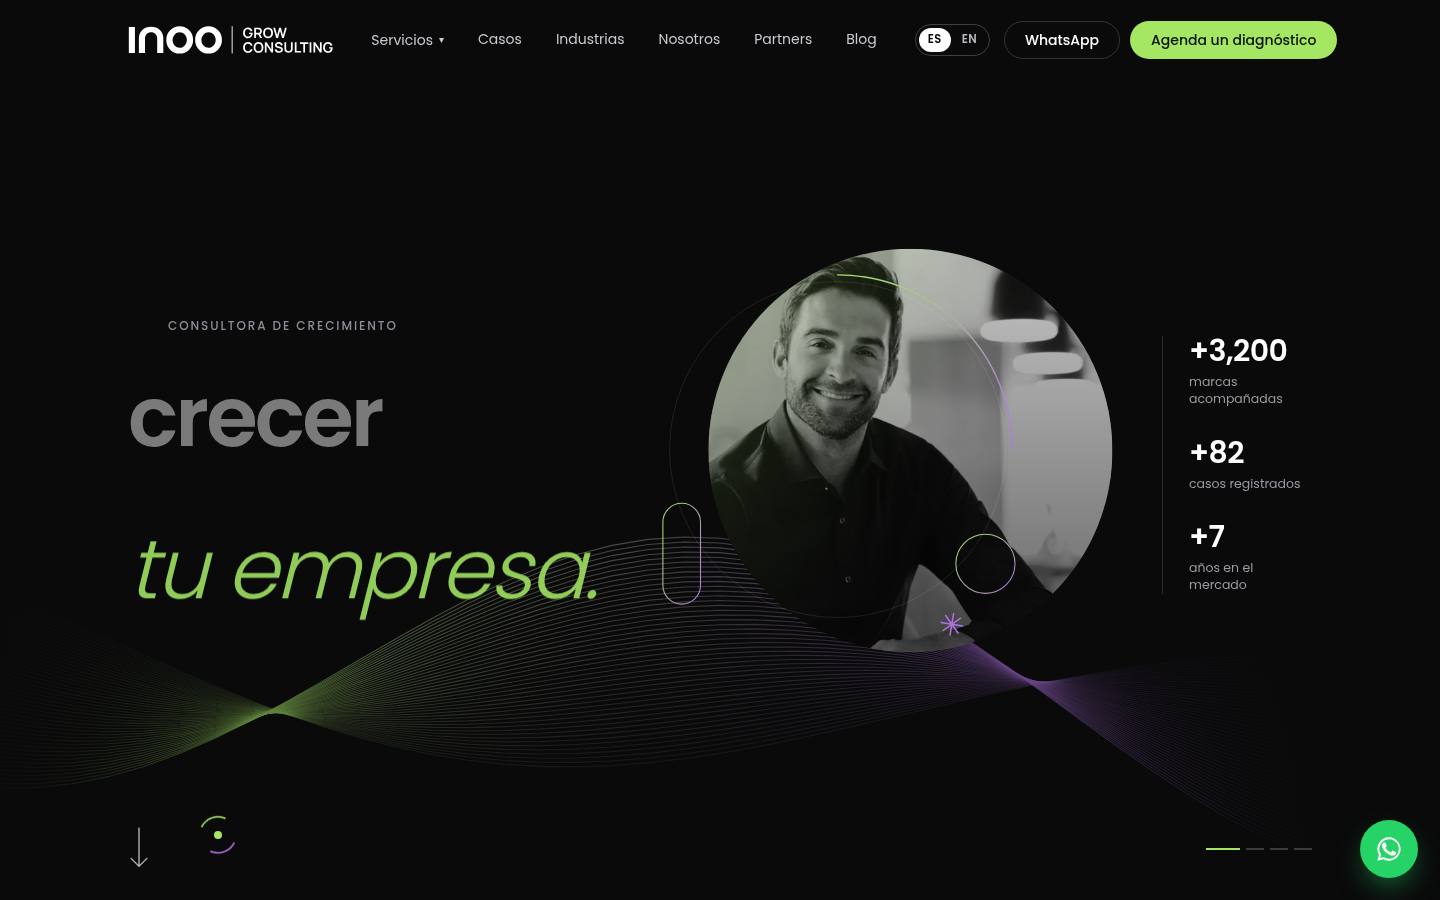 INOO | GROW CONSULTING
Servicios ▾
Casos
Industrias
Nosotros
Partners
Blog
ES
EN
WhatsApp
Agenda un diagnóstico
CONSULTORA DE CRECIMIENTO
crecer
tu empresa.
+3,200
marcas
acompañadas
+82
casos registrados
+7
años en el
mercado